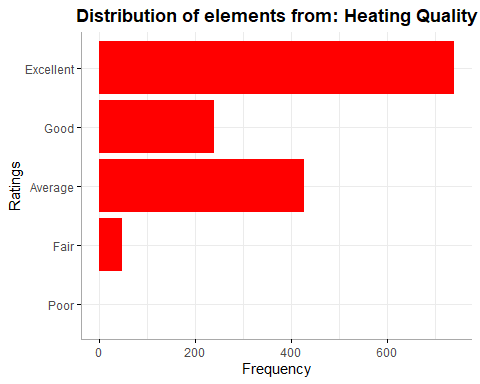 Distribution of elements from: Heating Quality
Ratings
Excellent
Good
Average
Fair
Poor
0 200 400 600
Frequency